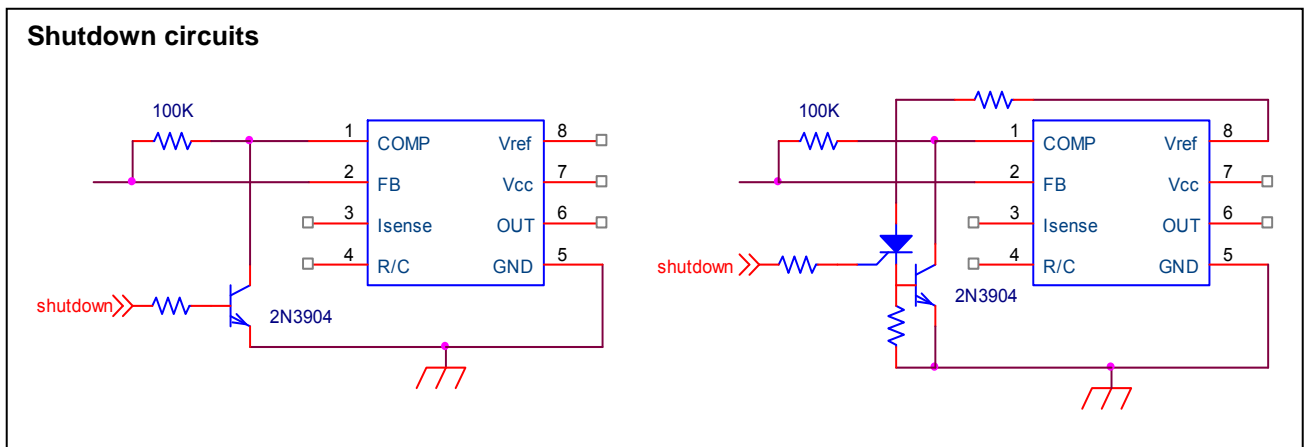 Shutdown circuits
100K
1 COMP Vref 8
2 FB Vcc 7
3 Isense OUT 6
4 R/C GND 5
shutdown
2N3904
100K
1 COMP Vref 8
2 FB Vcc 7
3 Isense OUT 6
4 R/C GND 5
shutdown
2N3904